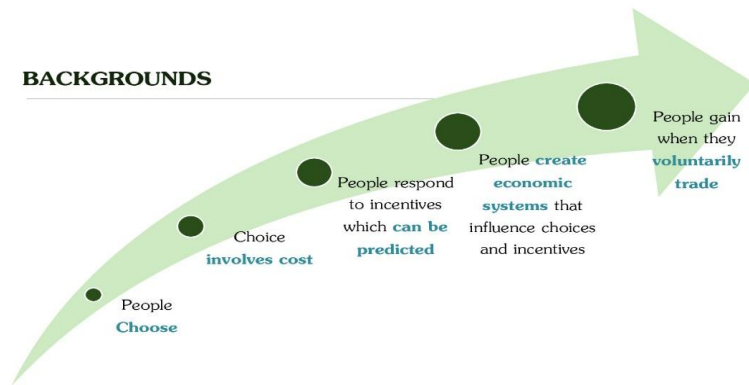 BACKGROUNDS
People
Choose
Choice
involves cost
People respond
to incentives
which can be
predicted
People create
economic
systems that
influence choices
and incentives
People gain
when they
voluntarily
trade